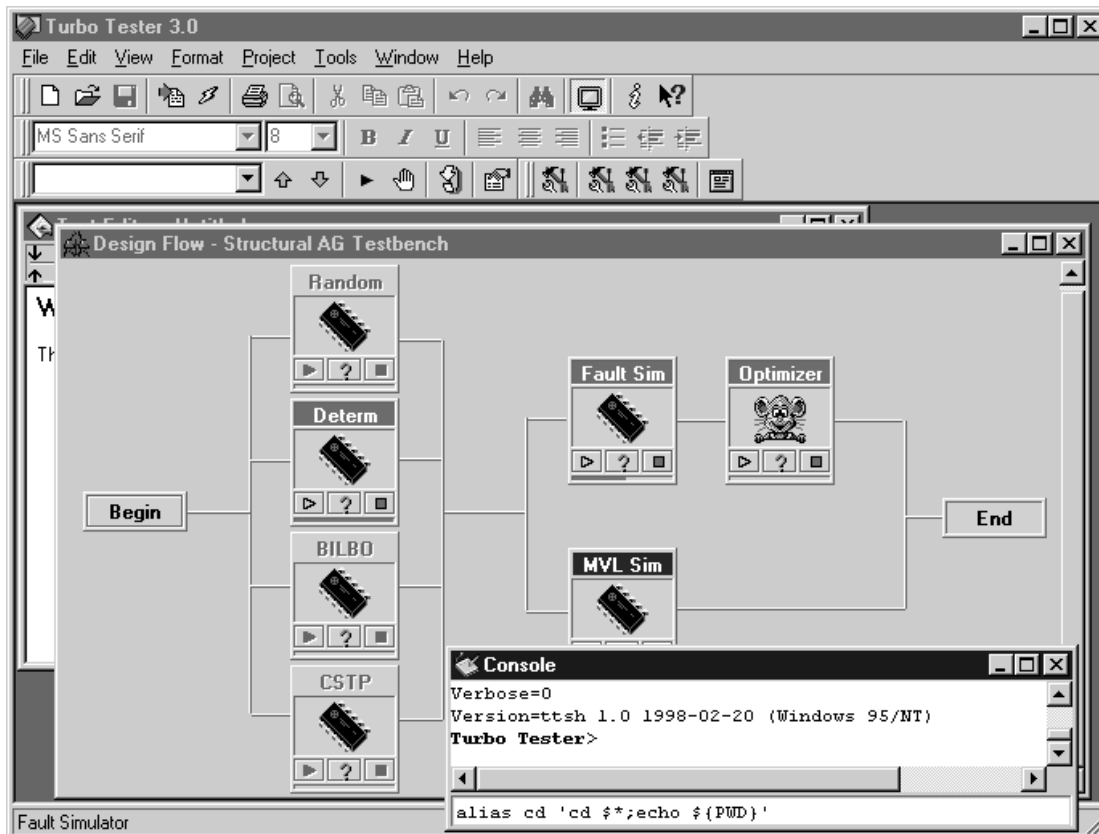 Turbo Tester 3.0
File Edit View Format Project Tools Window Help
MS Sans Serif 8 B I U
Design Flow - Structural AG Testbench
W
Th
Random
?
Determ
?
BILBO
?
CSTP
?
Begin
Fault Sim
?
Optimizer
?
MVL Sim
End
Console
Verbose=0
Version=ttsh 1.0 1998-02-20 (Windows 95/NT)
Turbo Tester>
alias cd 'cd $*;echo ${PWD}'
Fault Simulator